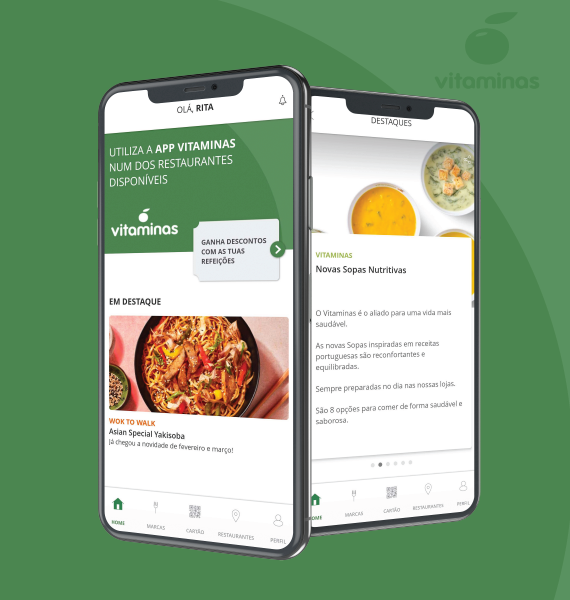 vitaminas
OLÁ, RITA
UTILIZA A APP VITAMINAS
NUM DOS RESTAURANTES
DISPONÍVEIS
vitaminas
GANHA DESCONTOS
COM AS TUAS
REFEIÇÕES
EM DESTAQUE
WOK TO WALK
Asian Special Yakisoba
Já chegou a novidade de fevereiro e março!
HOME
MARCAS
CARTÃO
RESTAURANTES
PERFIL
DESTAQUES
VITAMINAS
Novas Sopas Nutritivas
O Vitaminas é o aliado para uma vida mais
saudável.
As novas Sopas inspiradas em receitas
portuguesas são reconfortantes e
equilibradas.
Sempre preparadas no dia nas nossas lojas.
São 8 opções para comer de forma saudável e
saborosa.
HOME
MARCAS
CARTÃO
RESTAURANTES
PERFIL